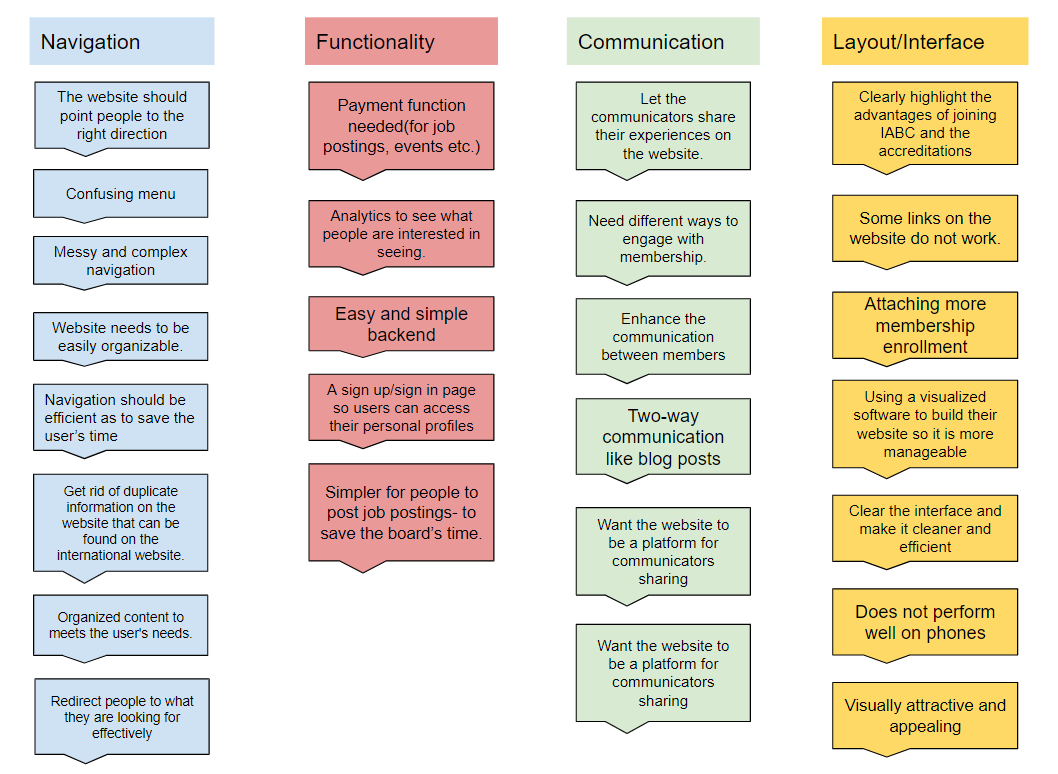 Navigation
The website should
point people to the
right direction
Confusing menu
Messy and complex
navigation
Website needs to be
easily organizable.
Navigation should be
efficient as to save the
user's time
Get rid of duplicate
information on the
website that can be
found on the
international website.
Organized content to
meets the user's needs.
Redirect people to what
they are looking for
effectively
Functionality
Payment function
needed(for job
postings, events etc.)
Analytics to see what
people are interested in
seeing.
Easy and simple
backend
A sign up/sign in page
so users can access
their personal profiles
Simpler for people to
post job postings- to
save the board's time.
Communication
Let the
communicators share
their experiences on
the website.
Need different ways to
engage with
membership.
Enhance the
communication
between members
Two-way
communication
like blog posts
Want the website to
be a platform for
communicators
sharing
Want the website to
be a platform for
communicators
sharing
Layout/Interface
Clearly highlight the
advantages of joining
IABC and the
accreditations
Some links on the
website do not work.
Attaching more
membership
enrollment
Using a visualized
software to build their
website so it is more
manageable
Clear the interface and
make it cleaner and
efficient
Does not perform
well on phones
Visually attractive and
appealing